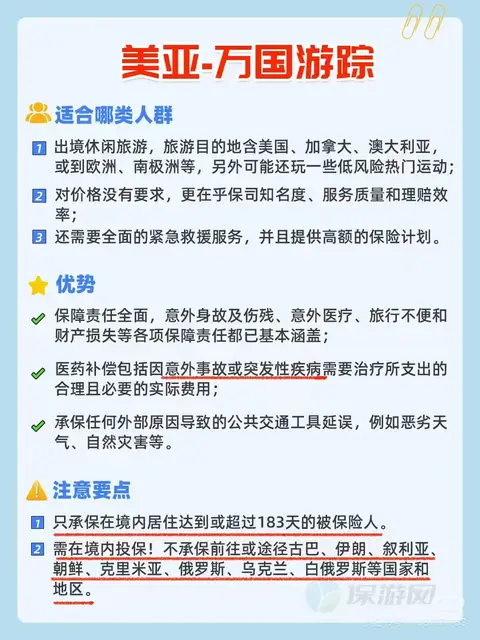 美亚-万国游踪
适合哪类人群
1 出境休闲旅游，旅游目的地含美国、加拿大、澳大利亚，
或到欧洲、南极洲等，另外可能还玩一些低风险热门运动；
2 对价格没有要求，更在乎保司知名度、服务质量和理赔效
率；
3 还需要全面的紧急救援服务，并且提供高额的保险计划。
优势
保障责任全面，意外身故及伤残、意外医疗、旅行不便和
财产损失等各项保障责任都已基本涵盖；
医药补偿包括因意外事故或突发性疾病需要治疗所支出的
合理且必要的实际费用；
承保任何外部原因导致的公共交通工具延误，例如恶劣天
气、自然灾害等。
注意要点
1 只承保在境内居住达到或超过183天的被保险人。
2 需在境内投保！不承保前往或途径古巴、伊朗、叙利亚、
朝鲜、克里米亚、俄罗斯、乌克兰、白俄罗斯等国家和
地区。
保游网